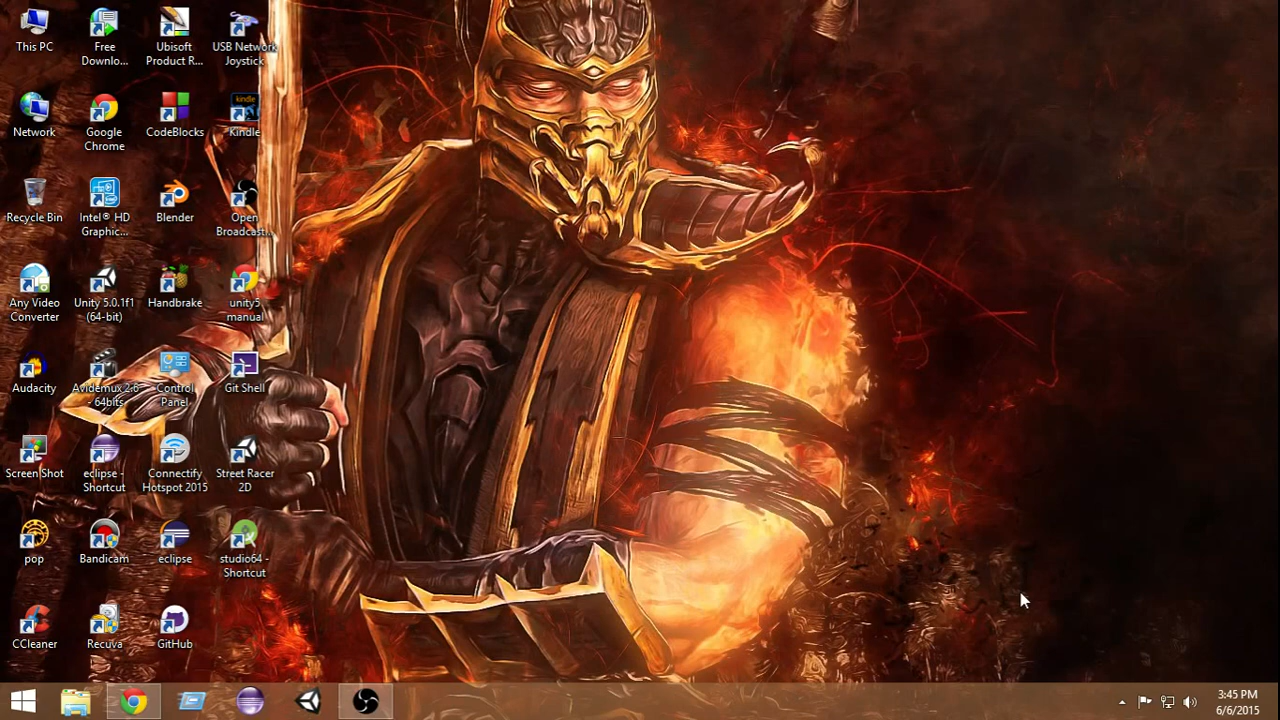 This PC
Free
Downlo...
Ubisoft
Product R...
USB Network
Joystick
Network
Google
Chrome
CodeBlocks
kindle
Kindle
Recycle Bin
Intel® HD
Graphic...
Blender
Open
Broadcast...
Any Video
Converter
Unity 5.0.1f1
(64-bit)
Handbrake
unity5
manual
Audacity
Avidemux 2.6
- 64bits
Control
Panel
Git Shell
Screen Shot
eclipse -
Shortcut
Connectify
Hotspot 2015
Street Racer
2D
pop
Bandicam
eclipse
studio64 -
Shortcut
CCleaner
Recuva
GitHub
3:45 PM
6/6/2015